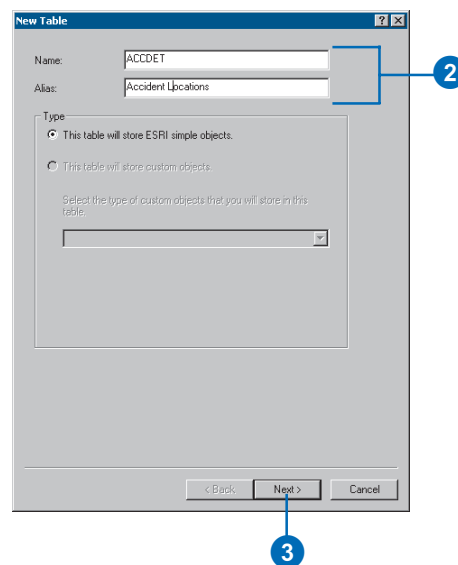 New Table
Name: ACCDET
2
Alias: Accident Locations
Type
This table will store ESRI simple objects.
This table will store custom objects.
Select the type of custom objects that you will store in this
table.
< Back Next > Cancel
3